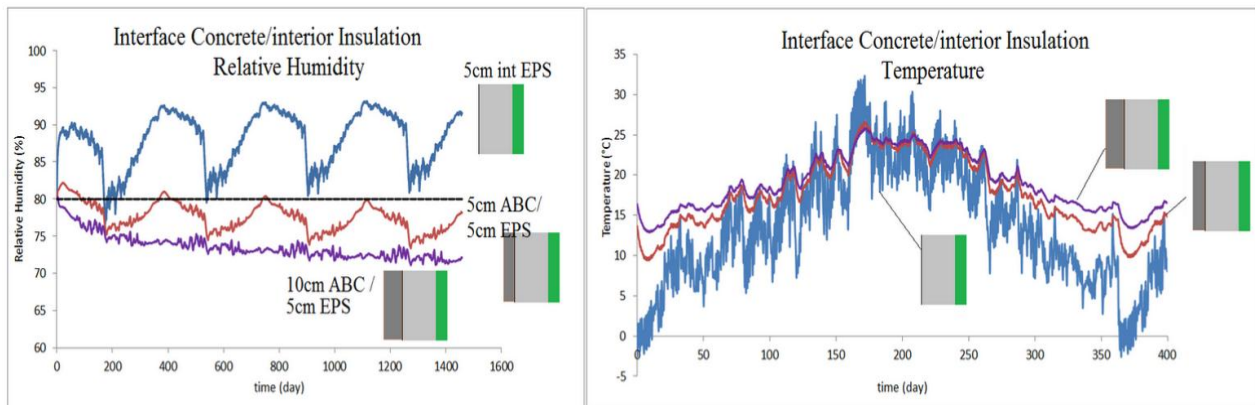 Interface Concrete/interior Insulation
Relative Humidity
5cm int EPS
100
95
90
85
80
75
70
65
60
Relative Humidity (%)
5cm ABC/
5cm EPS
10cm ABC /
5cm EPS
0
200
400
600
800
1000
1200
1400
1600
time (day)
Interface Concrete/interior Insulation
Temperature
35
30
25
20
15
10
5
0
-5
Temperature (°C)
0
50
100
150
200
250
300
350
400
time (day)